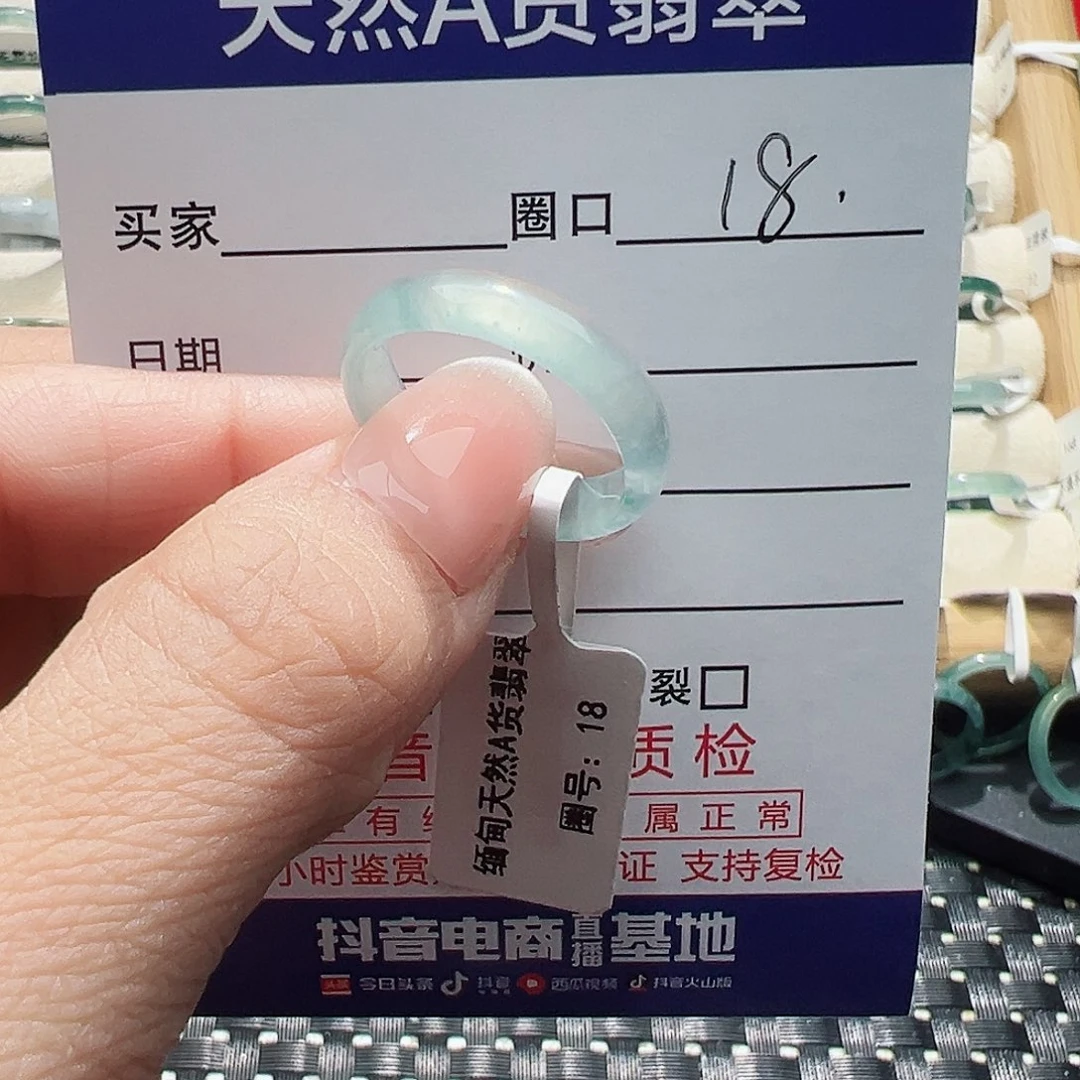 天然A货翡翠
买家 圈口 18.
日期
裂□
质检
有 属正常
小时鉴赏 证 支持复检
缅甸天然A货翡翠
圈号：18
抖音电商直播基地
头条 今日头条 抖音 西瓜视频 抖音火山版